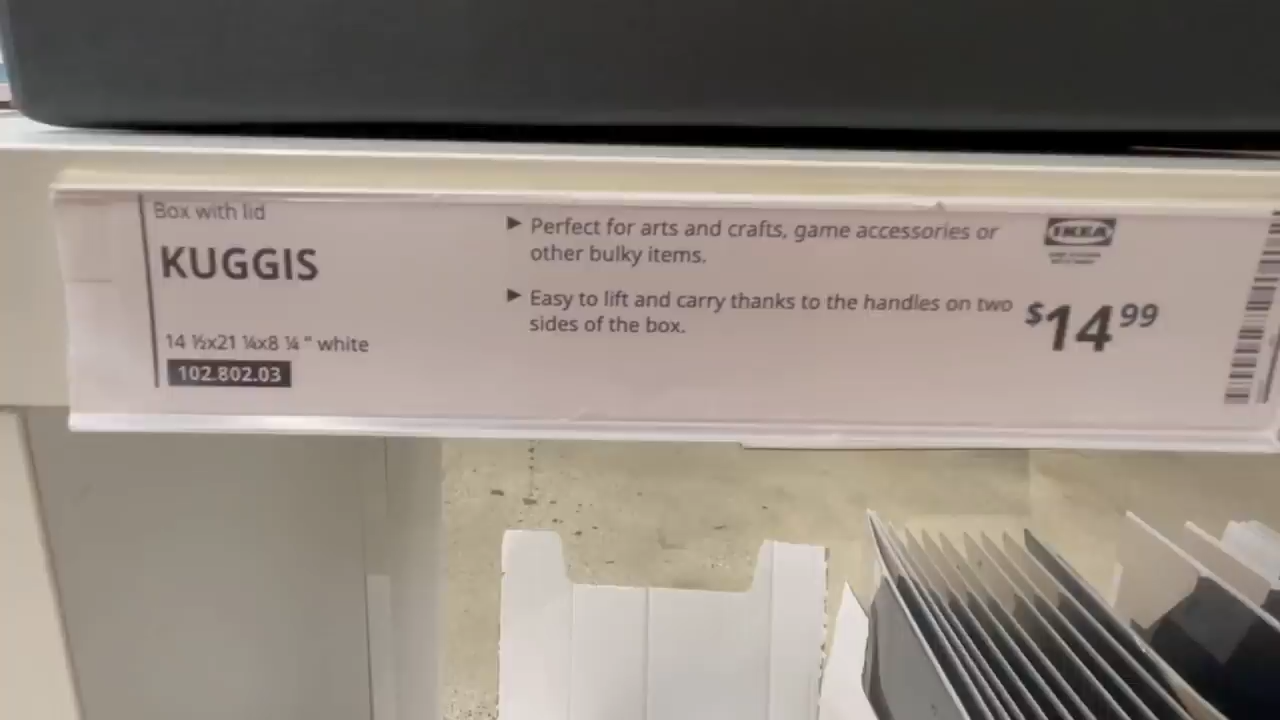 Box with lid
KUGGIS
14 ½x21 ¼x8 ¼ " white
102.802.03
► Perfect for arts and crafts, game accessories or
other bulky items.
► Easy to lift and carry thanks to the handles on two
sides of the box.
IKEA
$14 99